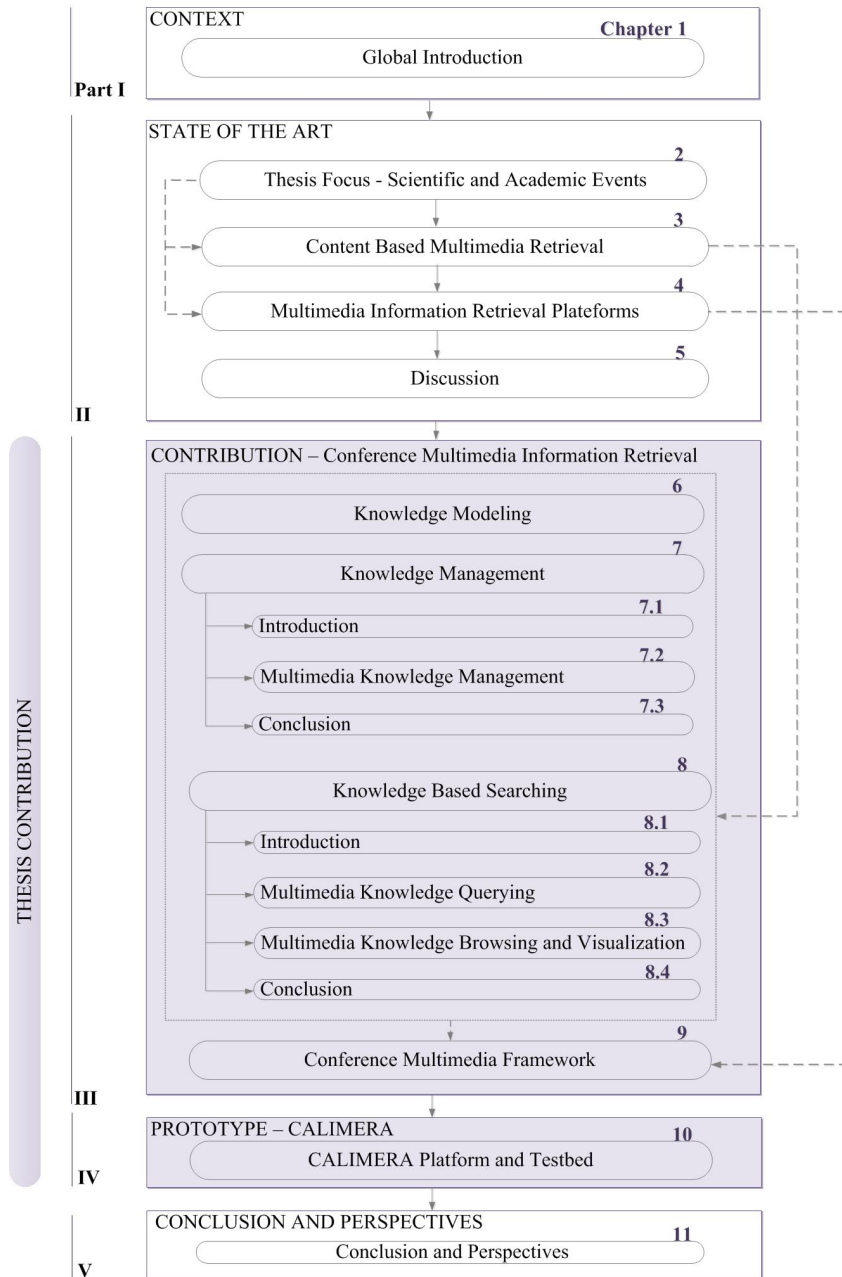 CONTEXT
Chapter 1
Global Introduction
Part I
STATE OF THE ART
2
Thesis Focus - Scientific and Academic Events
3
Content Based Multimedia Retrieval
4
Multimedia Information Retrieval Plateforms
5
Discussion
II
CONTRIBUTION – Conference Multimedia Information Retrieval
6
Knowledge Modeling
7
Knowledge Management
7.1
Introduction
7.2
Multimedia Knowledge Management
7.3
Conclusion
8
Knowledge Based Searching
8.1
Introduction
8.2
Multimedia Knowledge Querying
8.3
Multimedia Knowledge Browsing and Visualization
8.4
Conclusion
9
Conference Multimedia Framework
III
THESIS CONTRIBUTION
PROTOTYPE – CALIMERA
10
CALIMERA Platform and Testbed
IV
CONCLUSION AND PERSPECTIVES
11
Conclusion and Perspectives
V